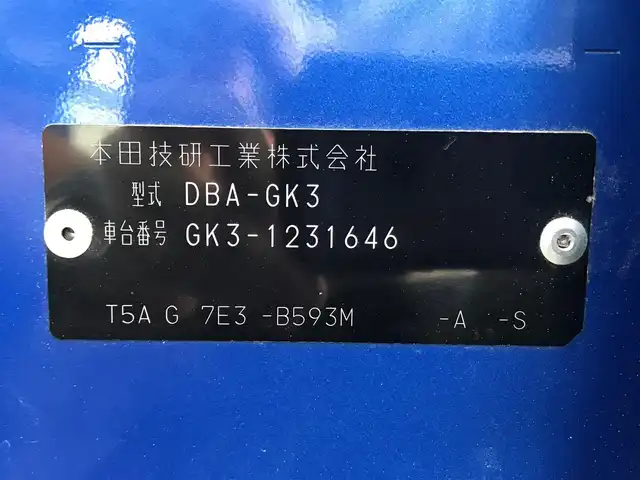 本田技研工業株式会社
型式 DBA-GK3
車台番号 GK3-1231646
T5A G 7E3 -B593M -A -S